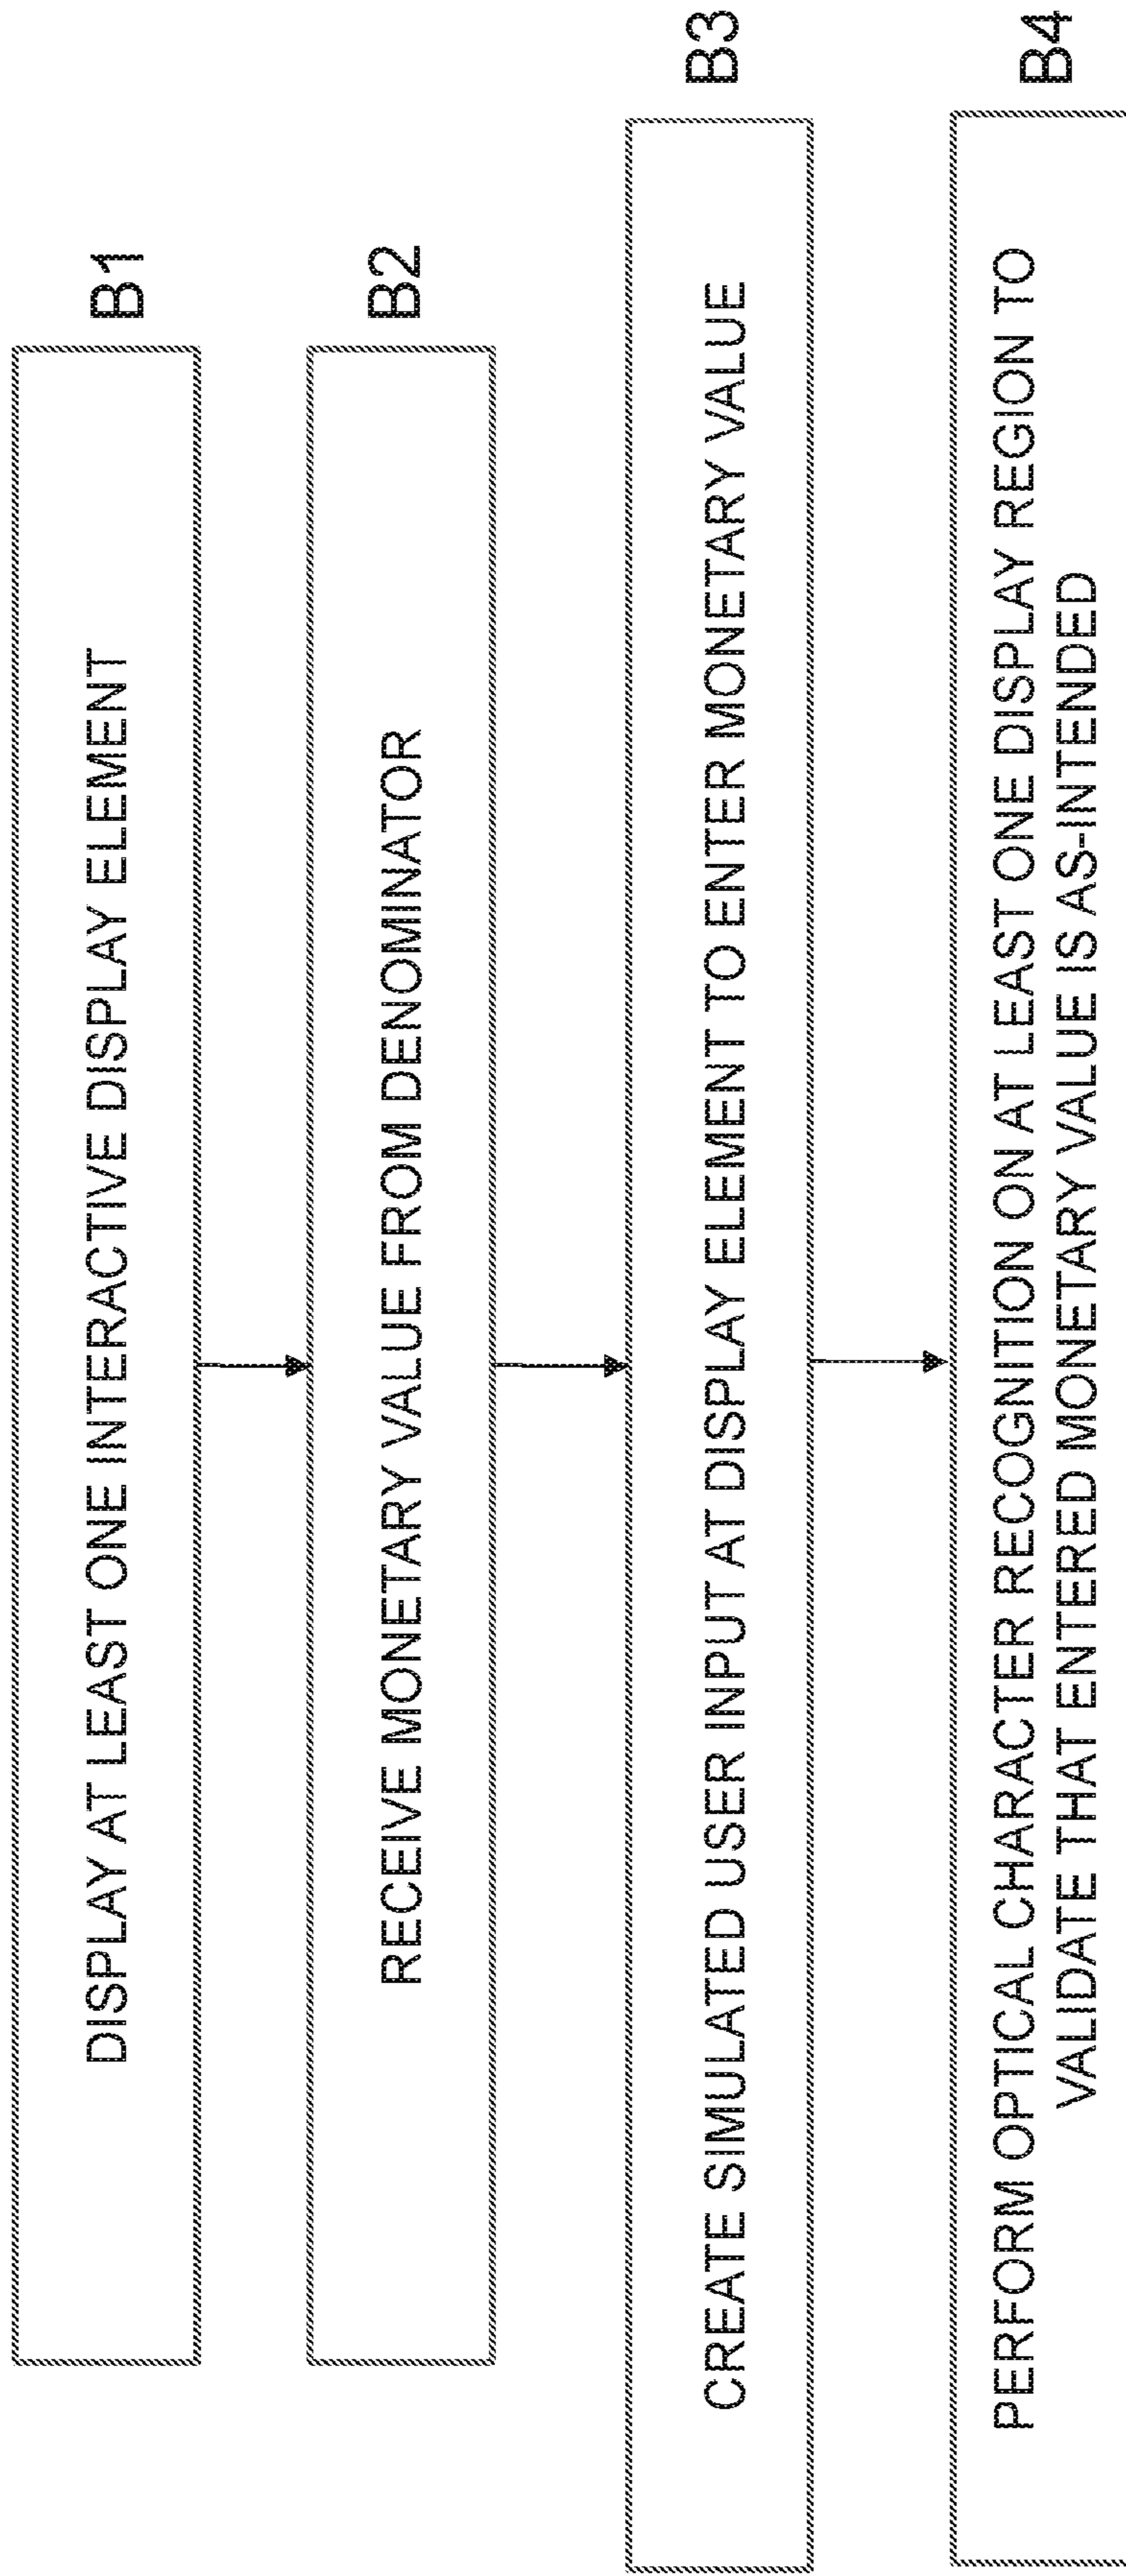 DISPLAY AT LEAST ONE INTERACTIVE DISPLAY ELEMENT
B1
RECEIVE MONETARY VALUE FROM DENOMINATOR
B2
CREATE SIMULATED USER INPUT AT DISPLAY ELEMENT TO ENTER MONETARY VALUE
B3
PERFORM OPTICAL CHARACTER RECOGNITION ON AT LEAST ONE DISPLAY REGION TO
VALIDATE THAT ENTERED MONETARY VALUE IS AS-INTENDED
B4